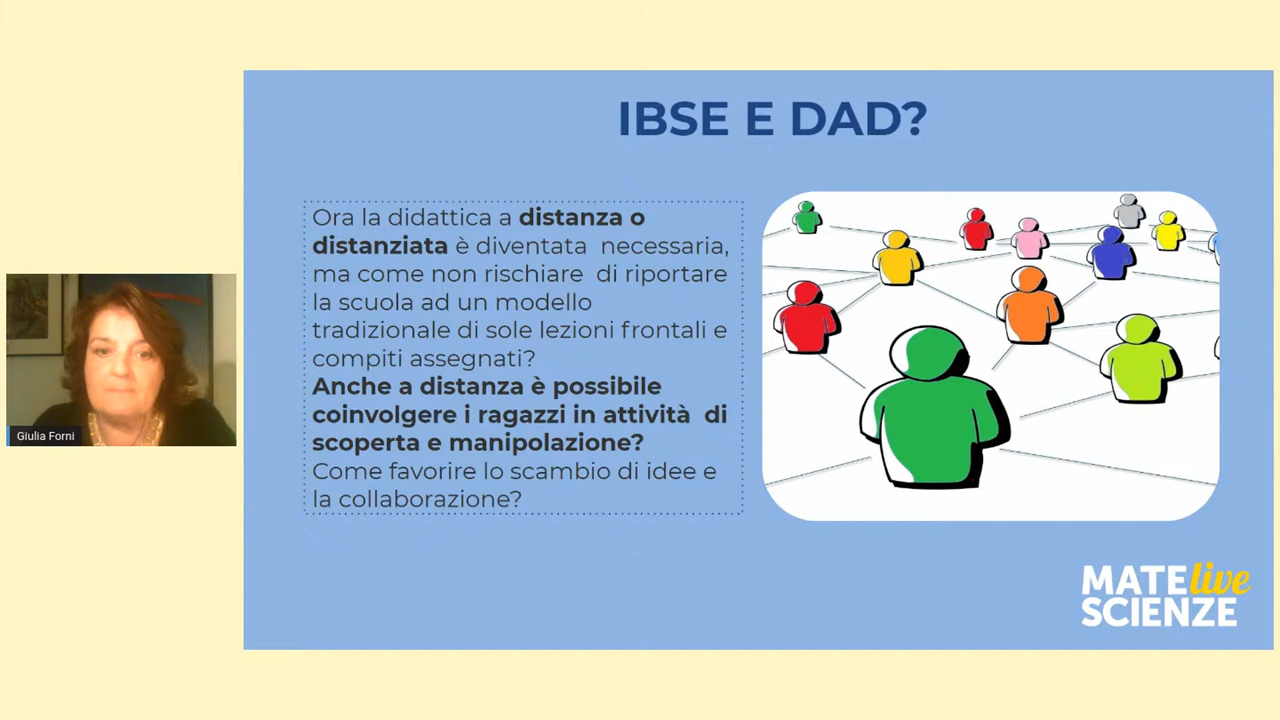 IBSE E DAD?
Ora la didattica a distanza o
distanziata è diventata necessaria,
ma come non rischiare di riportare
la scuola ad un modello
tradizionale di sole lezioni frontali e
compiti assegnati?
Anche a distanza è possibile
coinvolgere i ragazzi in attività di
scoperta e manipolazione?
Come favorire lo scambio di idee e
la collaborazione?
Giulia Forni
MATE live
SCIENZE